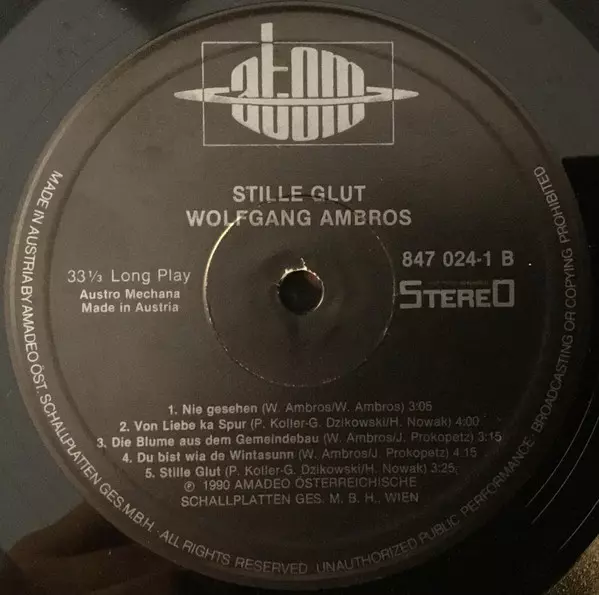 atom
STILLE GLUT
WOLFGANG AMBROS
33⅓ Long Play
Austro Mechana
Made in Austria
847 024-1 B
STEREO
1. Nie gesehen (W. Ambros/W. Ambros) 3:05
2. Von Liebe ka Spur (P. Koller-G. Dzikowski/H. Nowak) 4:00
3. Die Blume aus dem Gemeindebau (W. Ambros/J. Prokopetz) 3:15
4. Du bist wia de Wintasunn (W. Ambros/J. Prokopetz) 4:15
5. Stille Glut (P. Koller-G. Dzikowski/H. Nowak) 3:25
℗ 1990 AMADEO ÖSTERREICHISCHE
SCHALLPLATTEN GES. M. B. H., WIEN
MADE IN AUSTRIA BY AMADEO ÖST. SCHALLPLATTEN GES.M.B.H. · ALL RIGHTS RESERVED · UNAUTHORIZED PUBLIC PERFORMANCE · BROADCASTING OR COPYING PROHIBITED